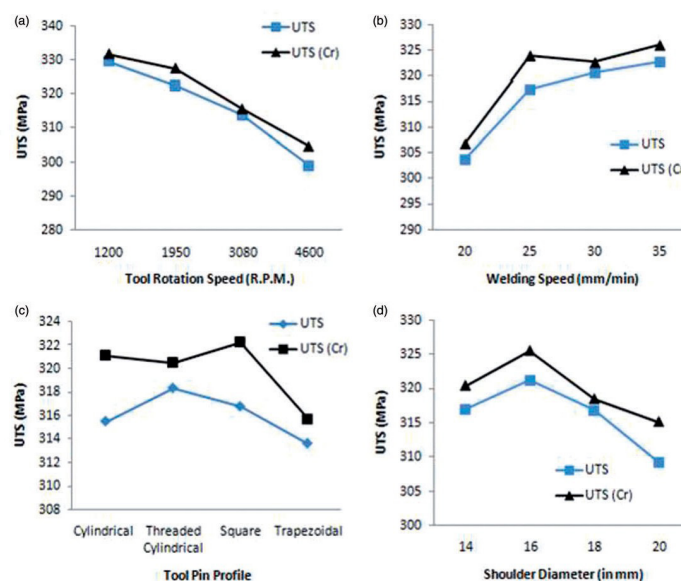 (a)
340
330
320
310
300
290
280
UTS (MPa)
1200 1950 3080 4600
Tool Rotation Speed (R.P.M.)
UTS
UTS (Cr)
(b)
330
325
320
315
310
305
300
295
290
UTS (MPa)
20 25 30 35
Welding Speed (mm/min)
UTS
UTS (Cr
(c)
324
322
320
318
316
314
312
310
308
UTS (MPa)
Cylindrical Threaded Square Trapezoidal
Cylindrical
Tool Pin Profile
UTS
UTS (Cr)
(d)
330
325
320
315
310
305
300
UTS (MPa)
14 16 18 20
Shoulder Diameter (in mm)
UTS
UTS (Cr)